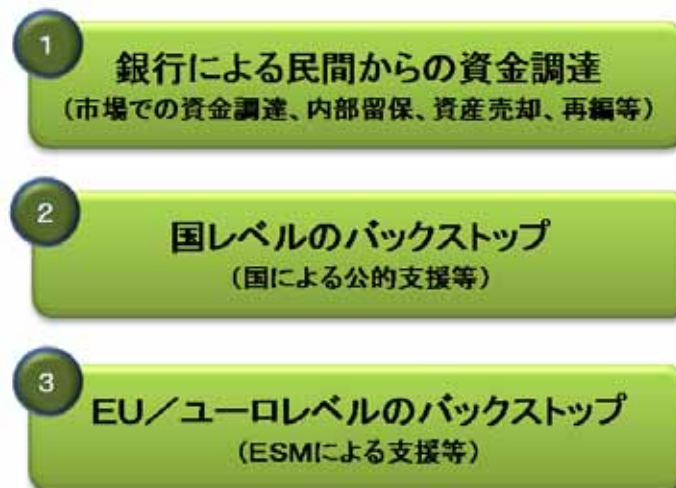 1
銀行による民間からの資金調達
（市場での資金調達、内部留保、資産売却、再編等）
2
国レベルのバックストップ
（国による公的支援等）
3
EU／ユーロレベルのバックストップ
（ESMによる支援等）